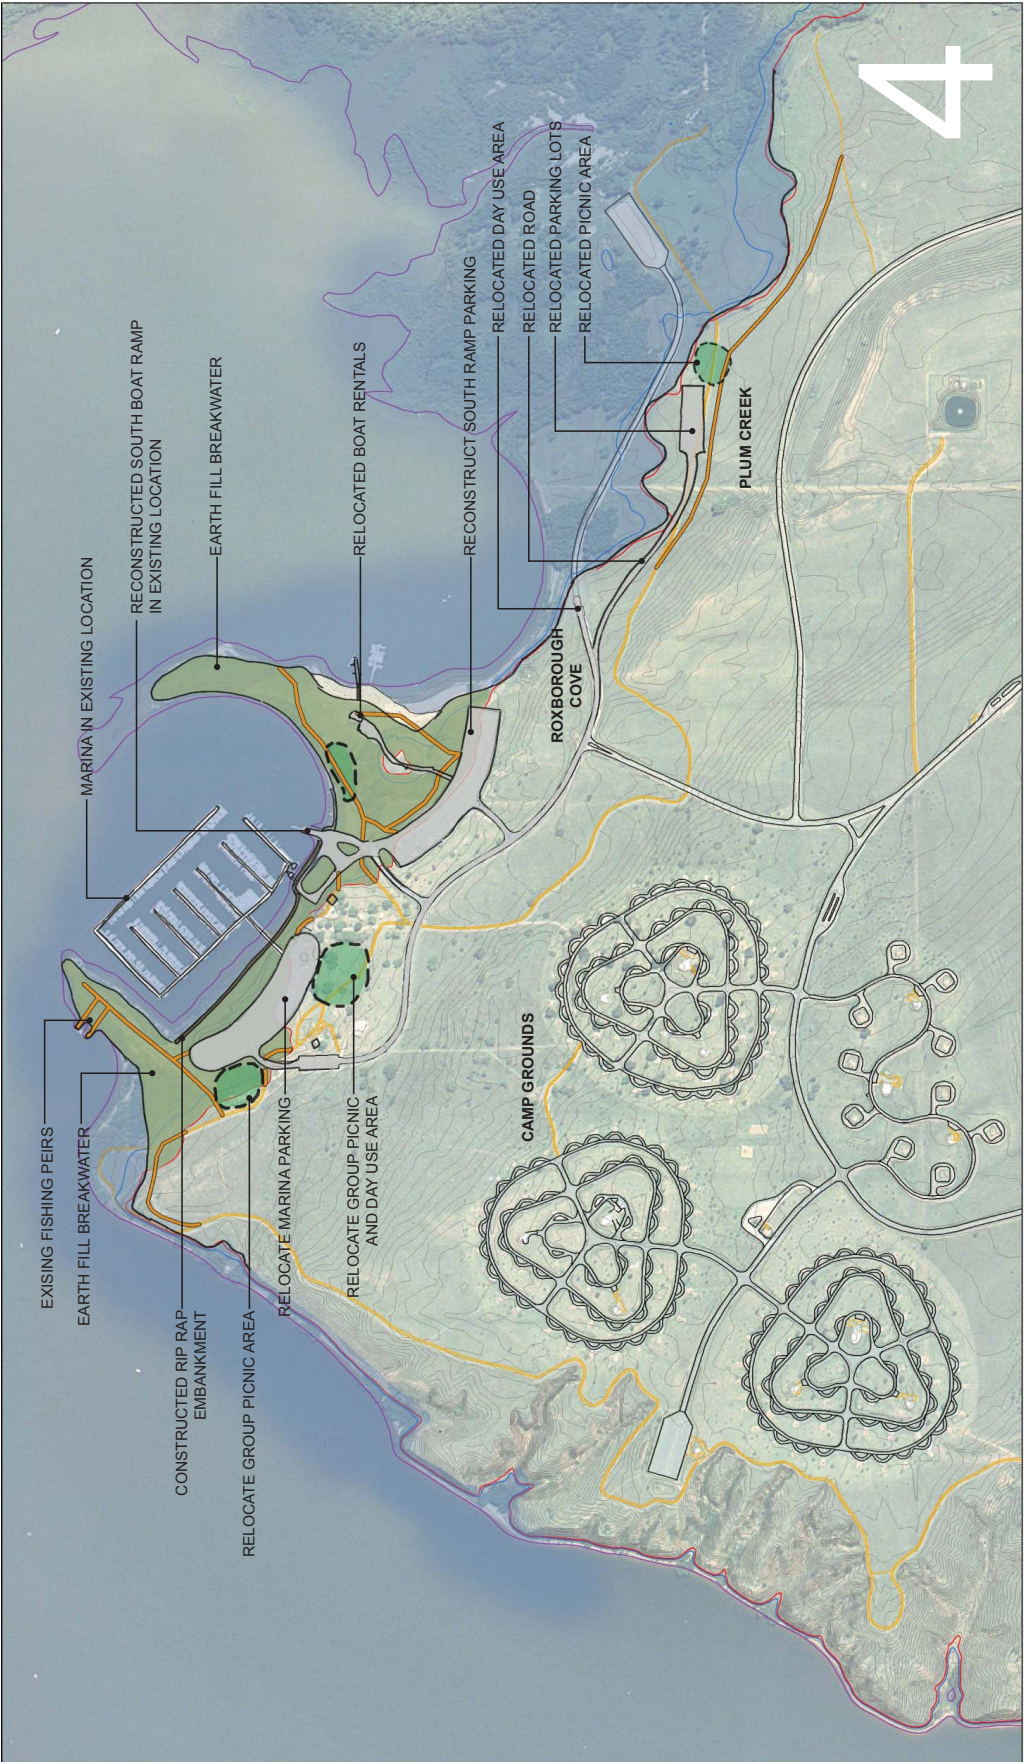 EXISING FISHING PEIRS
EARTH FILL BREAKWATER
CONSTRUCTED RIP RAP
EMBANKMENT
RELOCATE GROUP PICNIC AREA
RELOCATE MARINA PARKING
RELOCATE GROUP PICNIC
AND DAY USE AREA
MARINA IN EXISTING LOCATION
RECONSTRUCTED SOUTH BOAT RAMP
IN EXISTING LOCATION
EARTH FILL BREAKWATER
RELOCATED BOAT RENTALS
RECONSTRUCT SOUTH RAMP PARKING
RELOCATED DAY USE AREA
RELOCATED ROAD
RELOCATED PARKING LOTS
RELOCATED PICNIC AREA
CAMP GROUNDS
ROXBOROUGH
COVE
PLUM CREEK
4